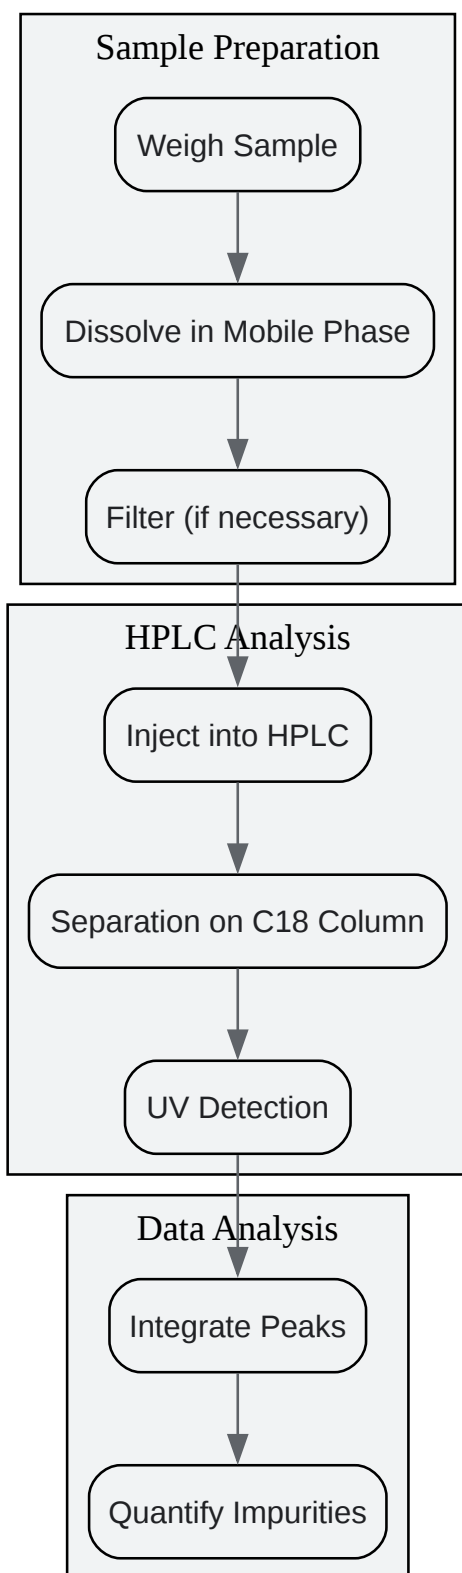 Sample Preparation
Weigh Sample
Dissolve in Mobile Phase
Filter (if necessary)
HPLC Analysis
Inject into HPLC
Separation on C18 Column
UV Detection
Data Analysis
Integrate Peaks
Quantify Impurities